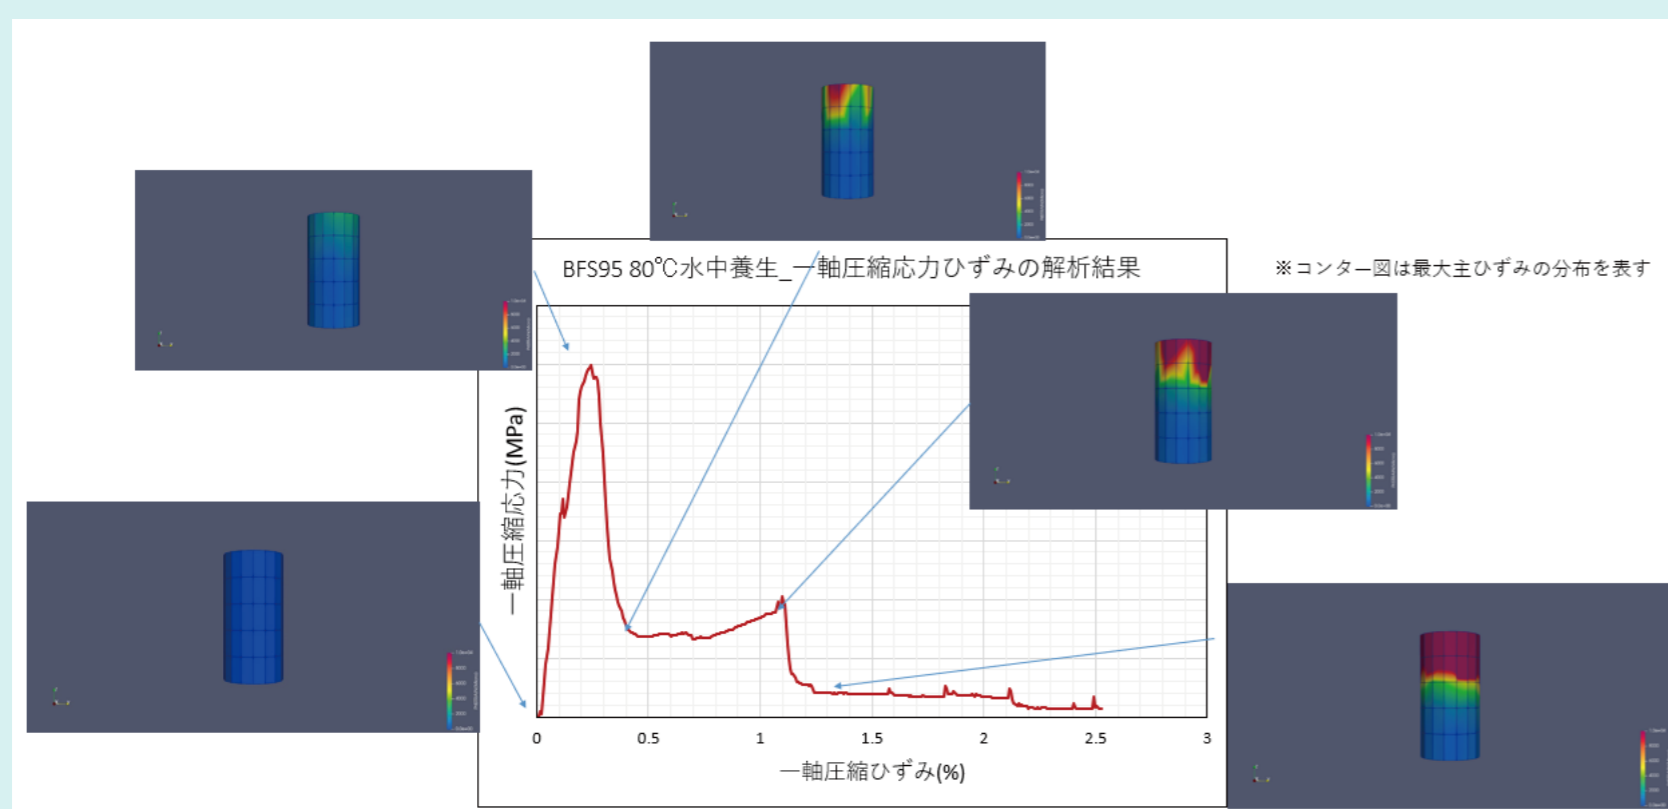 BFS95 80℃水中養生_一軸圧縮応力ひずみの解析結果
※コンター図は最大主ひずみの分布を表す
一軸圧縮応力(MPa)
0 0.5 1 1.5 2 2.5 3
一軸圧縮ひずみ(%)